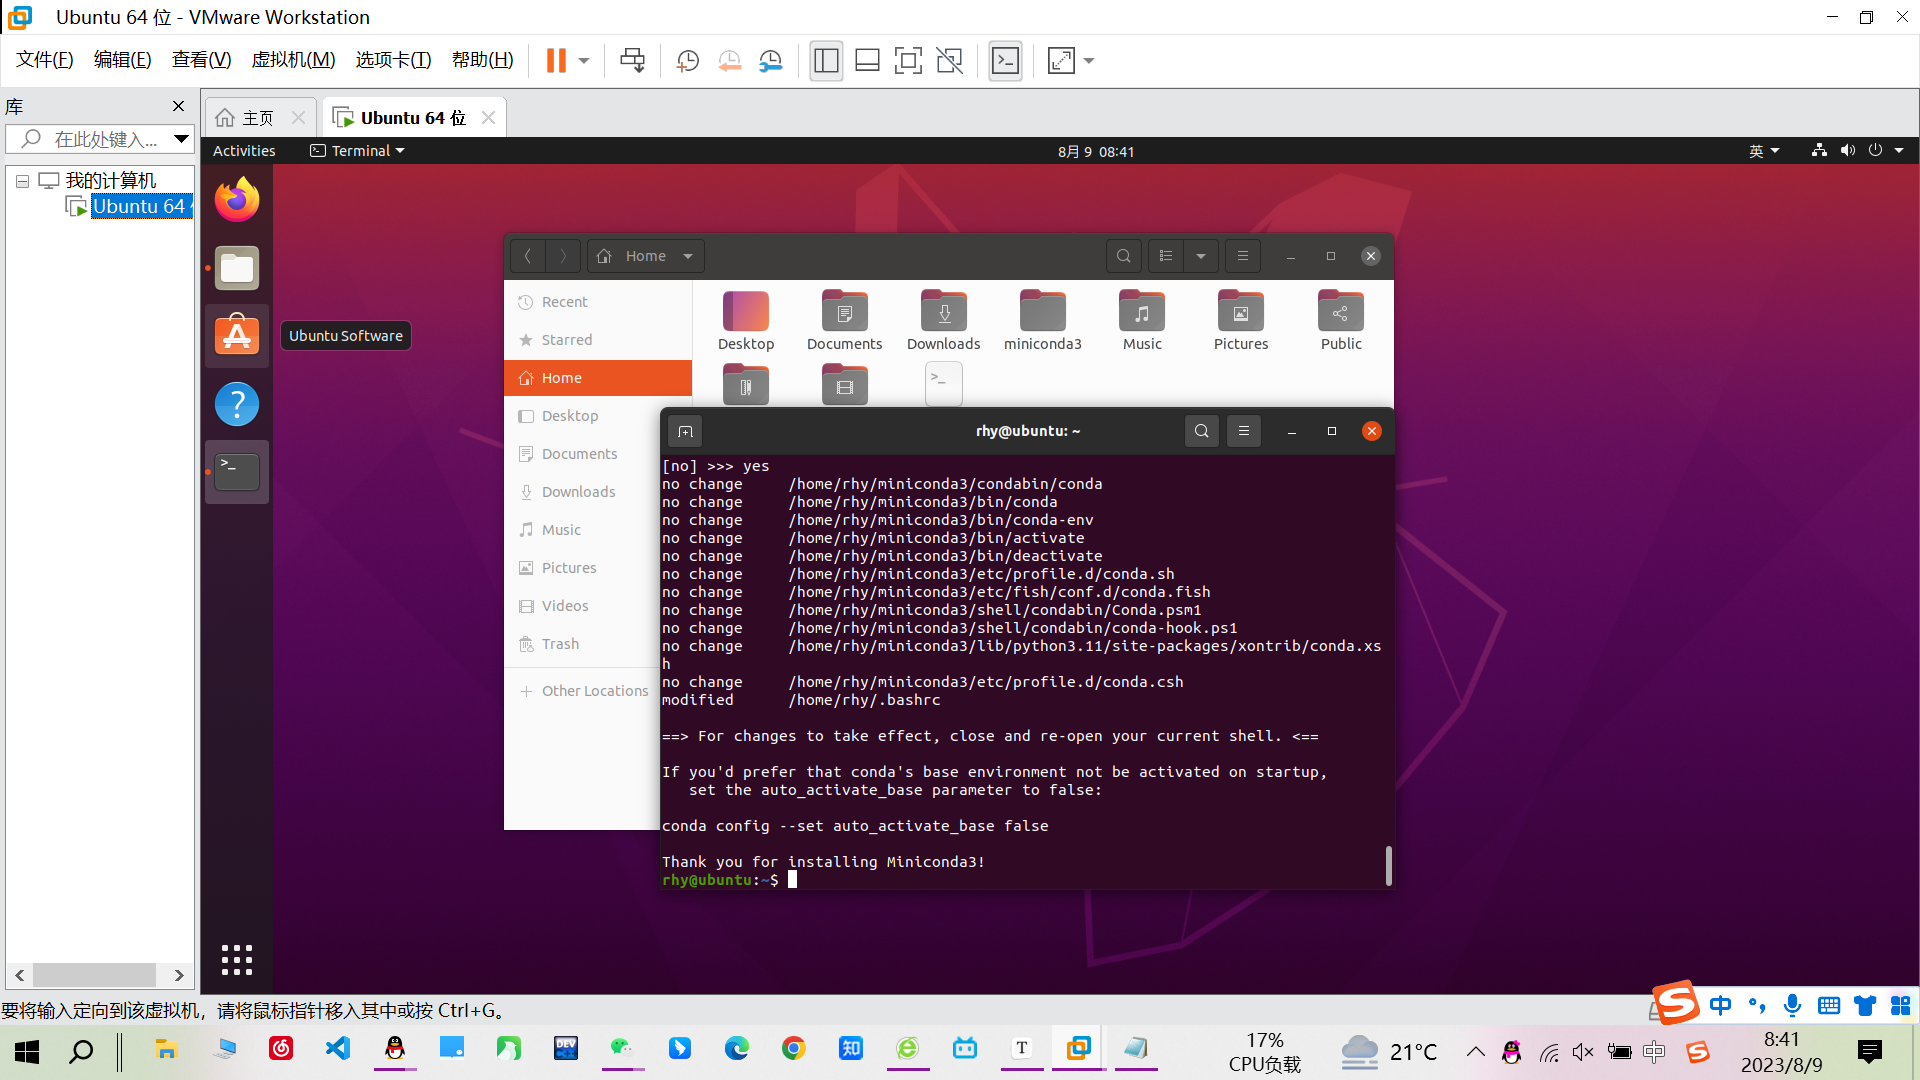 Ubuntu 64 位 - VMware Workstation
文件(F) 编辑(E) 查看(V) 虚拟机(M) 选项卡(T) 帮助(H)
库
在此处键入...
我的计算机
Ubuntu 64
主页
Ubuntu 64 位
Activities
Terminal
8月 9 08:41
英
Ubuntu Software
Home
Recent
Starred
Home
Desktop
Documents
Downloads
Music
Pictures
Videos
Trash
Other Locations
Desktop Documents Downloads miniconda3 Music Pictures Public
rhy@ubuntu: ~
[no] >>> yes
no change     /home/rhy/miniconda3/condabin/conda
no change     /home/rhy/miniconda3/bin/conda
no change     /home/rhy/miniconda3/bin/conda-env
no change     /home/rhy/miniconda3/bin/activate
no change     /home/rhy/miniconda3/bin/deactivate
no change     /home/rhy/miniconda3/etc/profile.d/conda.sh
no change     /home/rhy/miniconda3/etc/fish/conf.d/conda.fish
no change     /home/rhy/miniconda3/shell/condabin/Conda.psm1
no change     /home/rhy/miniconda3/shell/condabin/conda-hook.ps1
no change     /home/rhy/miniconda3/lib/python3.11/site-packages/xontrib/conda.xs
h
no change     /home/rhy/miniconda3/etc/profile.d/conda.csh
modified      /home/rhy/.bashrc
==> For changes to take effect, close and re-open your current shell. <==
If you'd prefer that conda's base environment not be activated on startup,
   set the auto_activate_base parameter to false:
conda config --set auto_activate_base false
Thank you for installing Miniconda3!
rhy@ubuntu:~$
要将输入定向到该虚拟机，请将鼠标指针移入其中或按 Ctrl+G。
中
DEV
知
T
17%
CPU负载
21°C
中
8:41
2023/8/9